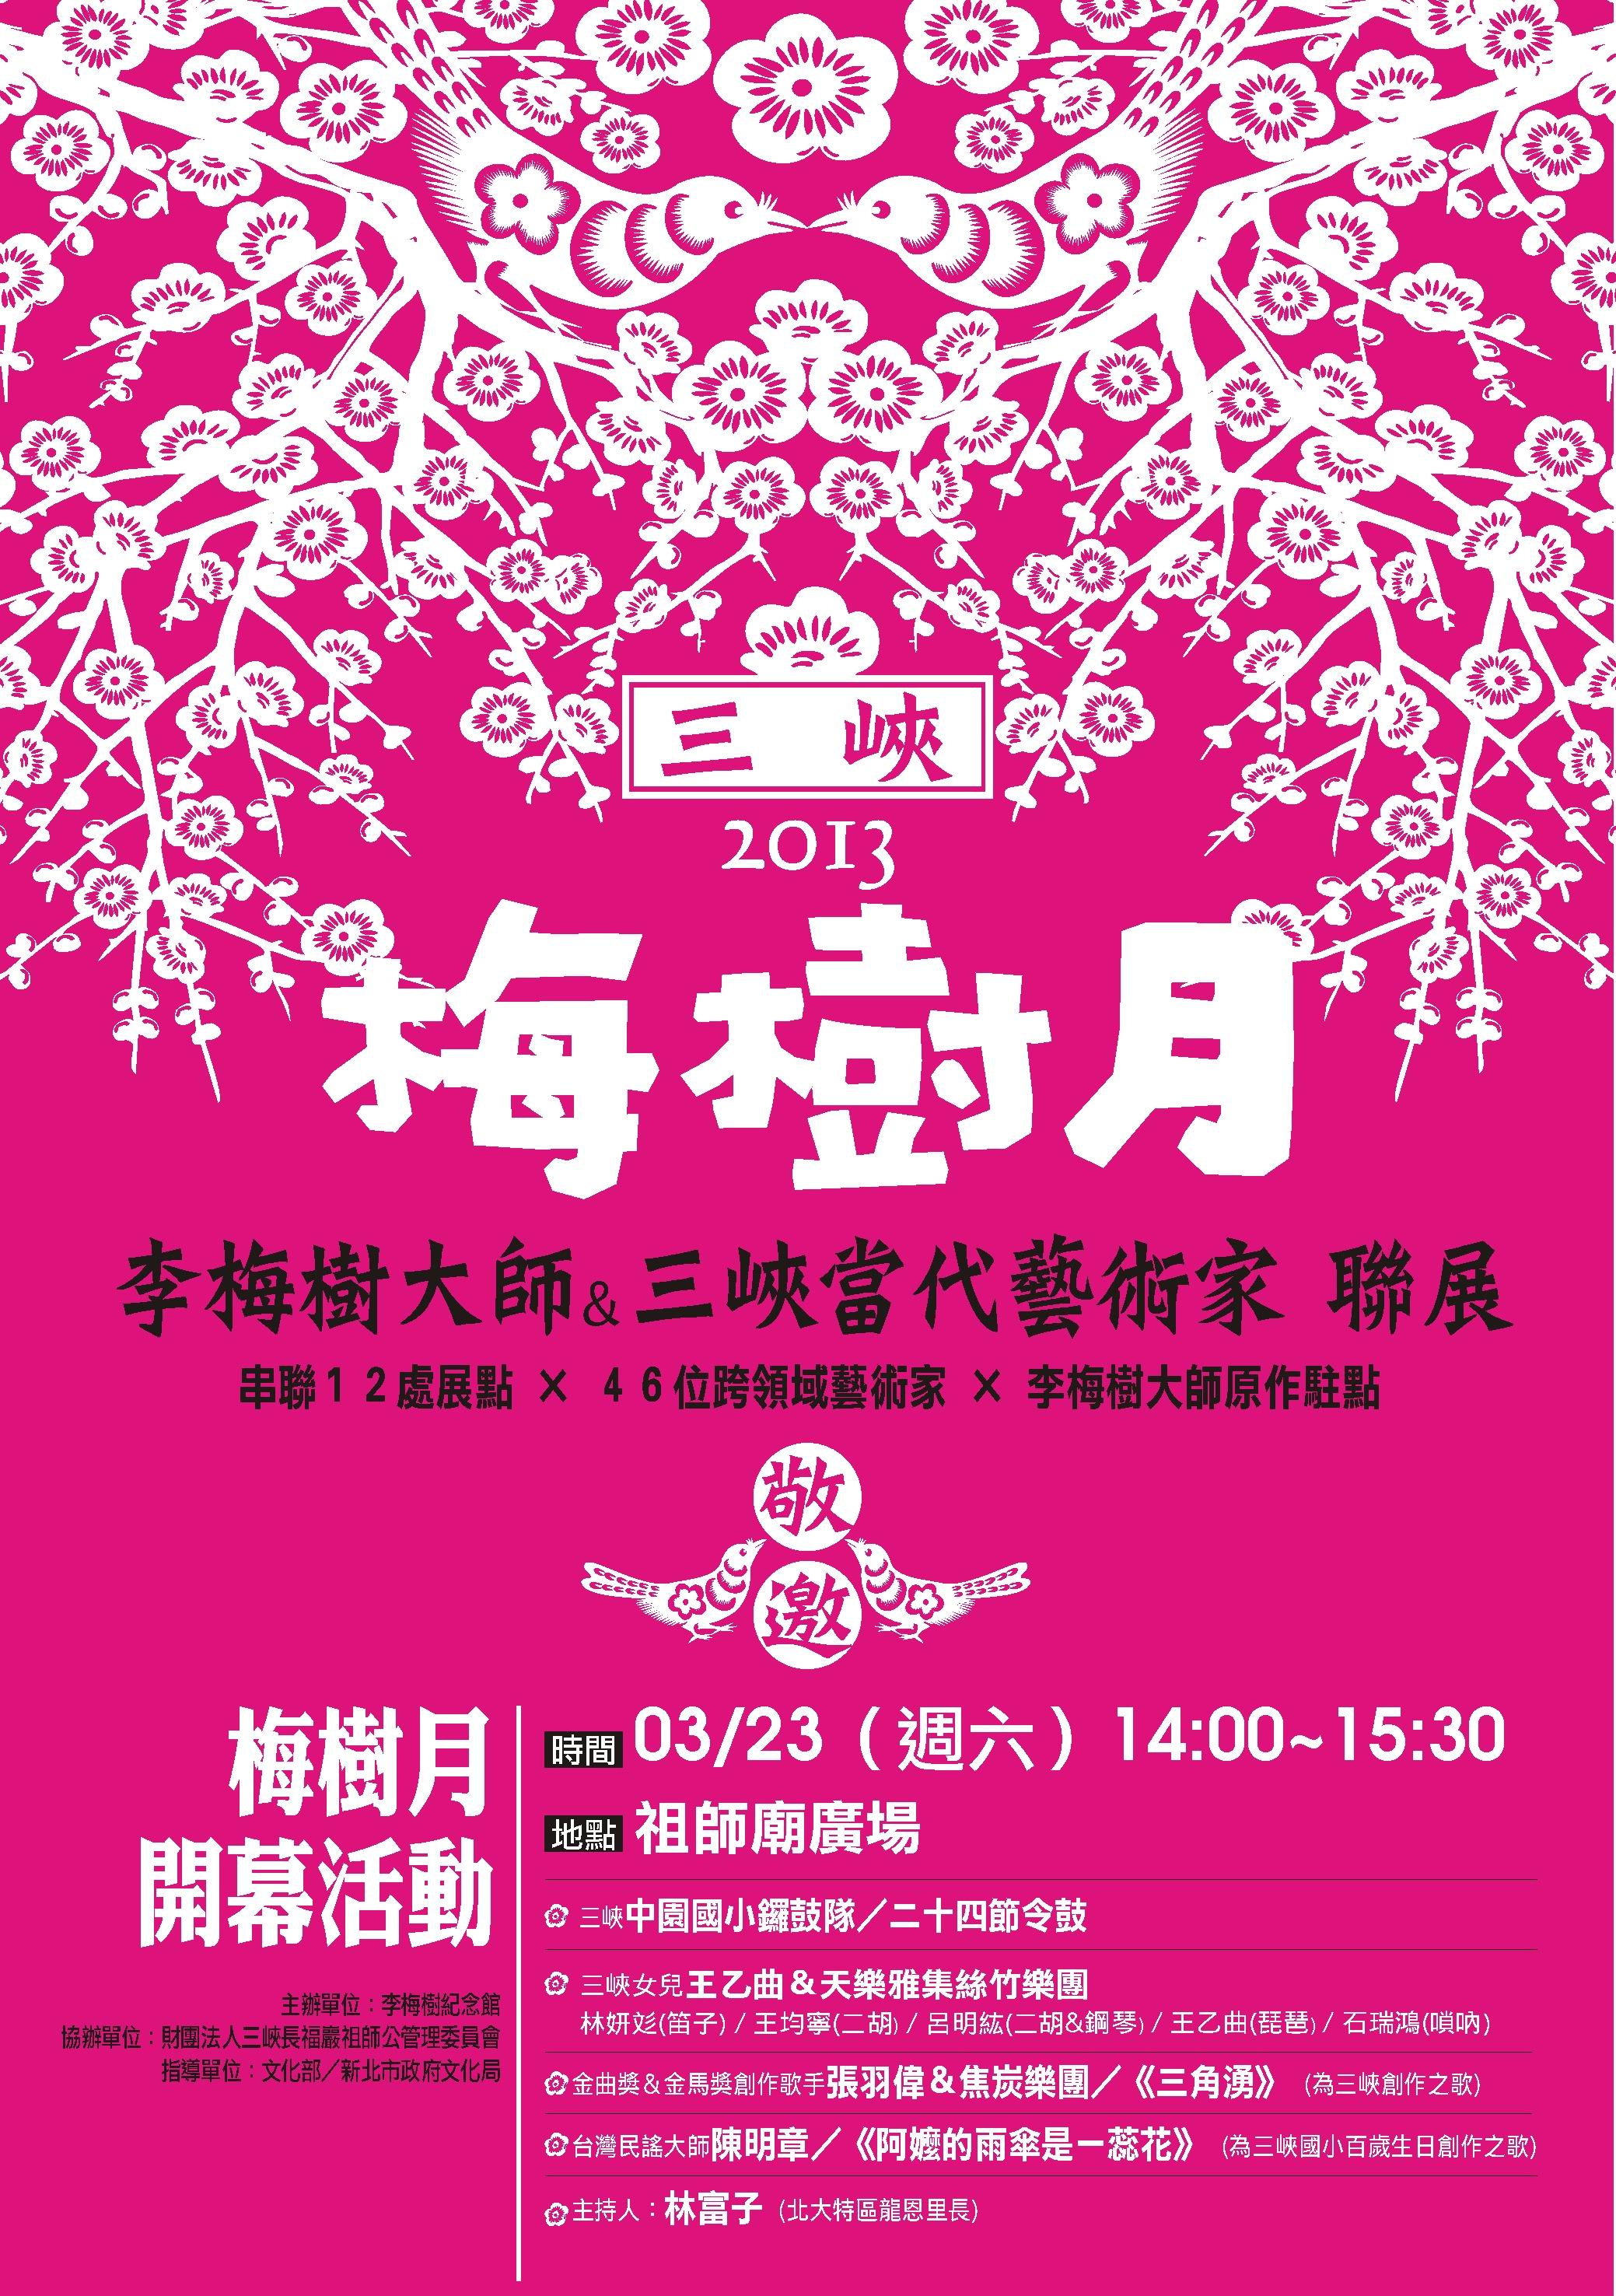 三 峽
2013
梅樹月
李梅樹大師&三峽當代藝術家 聯展
串聯12處展點 × 46位跨領域藝術家 × 李梅樹大師原作駐點
敬
邀
梅樹月
開幕活動
主辦單位：李梅樹紀念館
協辦單位：財團法人三峽長福巖祖師公管理委員會
指導單位：文化部／新北市政府文化局
時間 03/23（週六）14:00~15:30
地點 祖師廟廣場
三峽中園國小鑼鼓隊／二十四節令鼓
三峽女兒王乙曲＆天樂雅集絲竹樂團
林妍彣(笛子) / 王均寧(二胡) / 呂明紘(二胡&鋼琴) / 王乙曲(琵琶) / 石瑞鴻(嗩吶)
金曲獎＆金馬獎創作歌手張羽偉＆焦炭樂團／《三角湧》 (為三峽創作之歌)
台灣民謠大師陳明章／《阿嬤的雨傘是一蕊花》 (為三峽國小百歲生日創作之歌)
主持人：林富子 (北大特區龍恩里長)